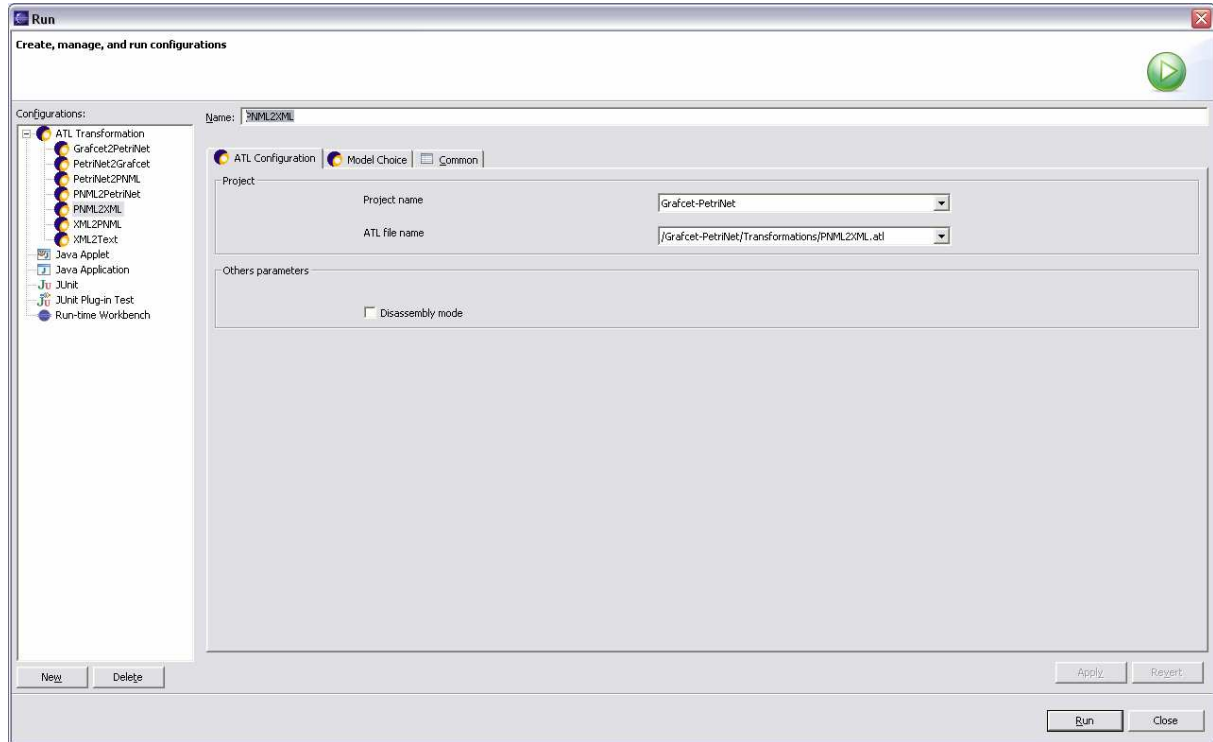 Run
Create, manage, and run configurations
Configurations:
ATL Transformation
Grafcet2PetriNet
PetriNet2Grafcet
PetriNet2PNML
PNML2PetriNet
PNML2XML
XML2PNML
XML2Text
Java Applet
Java Application
JUnit
JUnit Plug-in Test
Run-time Workbench
New Delete
Name: PNML2XML
ATL Configuration Model Choice Common
Project
Project name Grafcet-PetriNet
ATL file name /Grafcet-PetriNet/Transformations/PNML2XML.atl
Others parameters
Disassembly mode
Apply Revert
Run Close